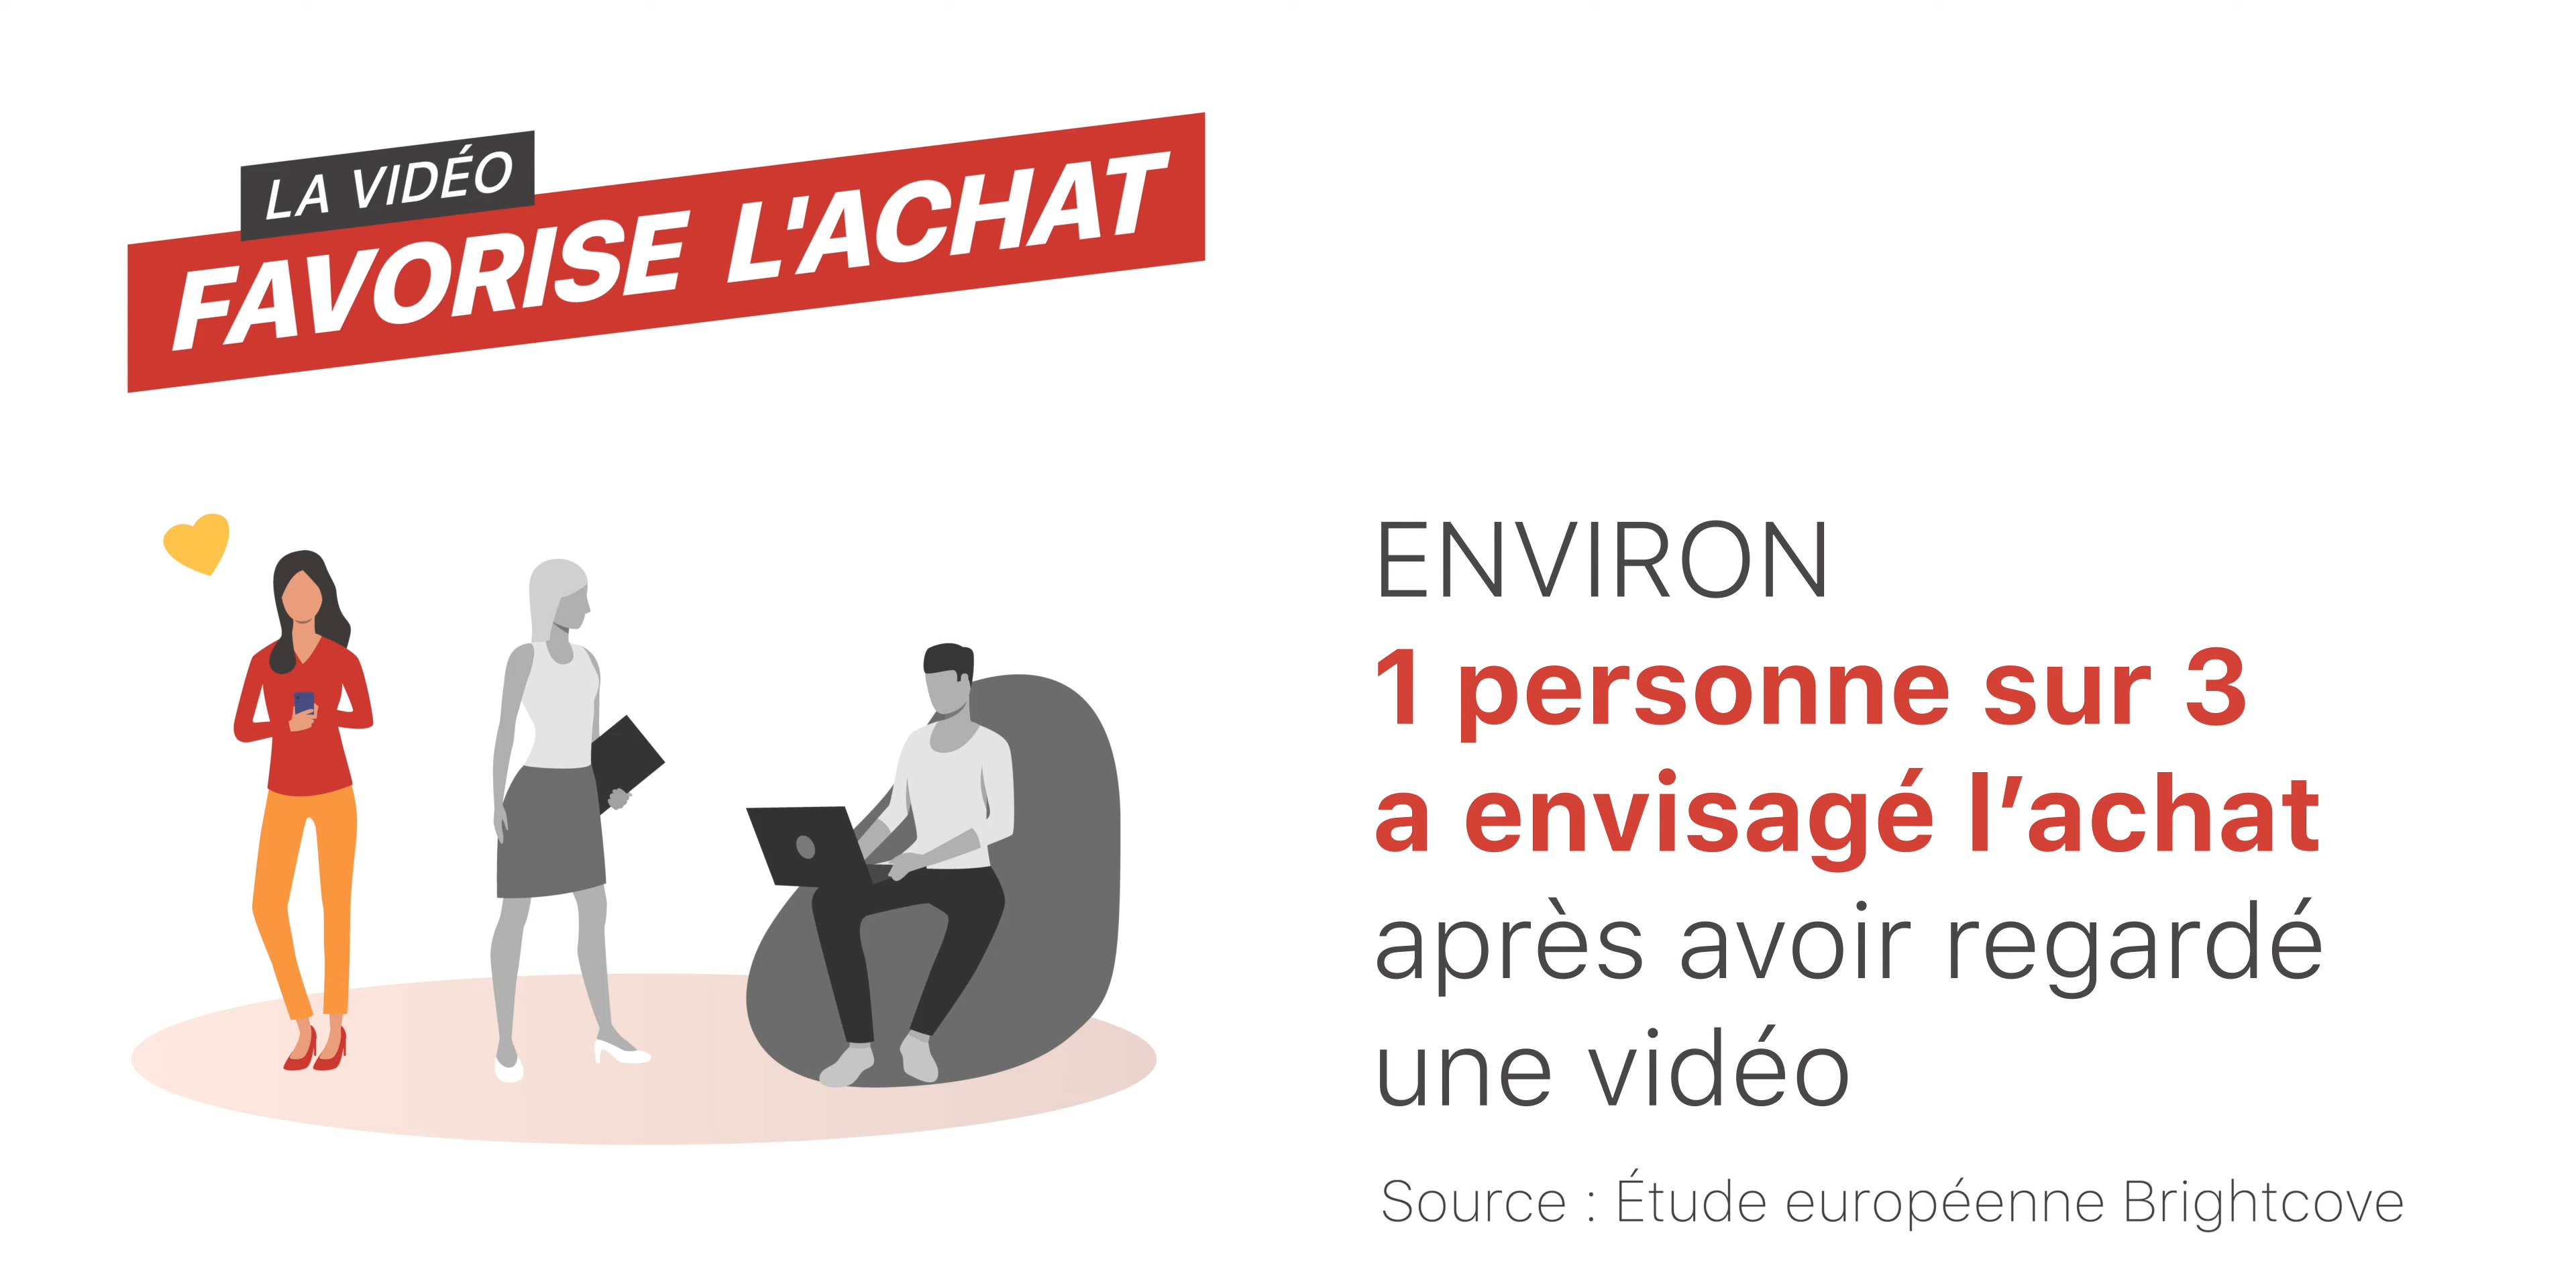 LA VIDÉO
FAVORISE L'ACHAT
ENVIRON
1 personne sur 3
a envisagé l’achat
après avoir regardé
une vidéo
Source : Étude européenne Brightcove